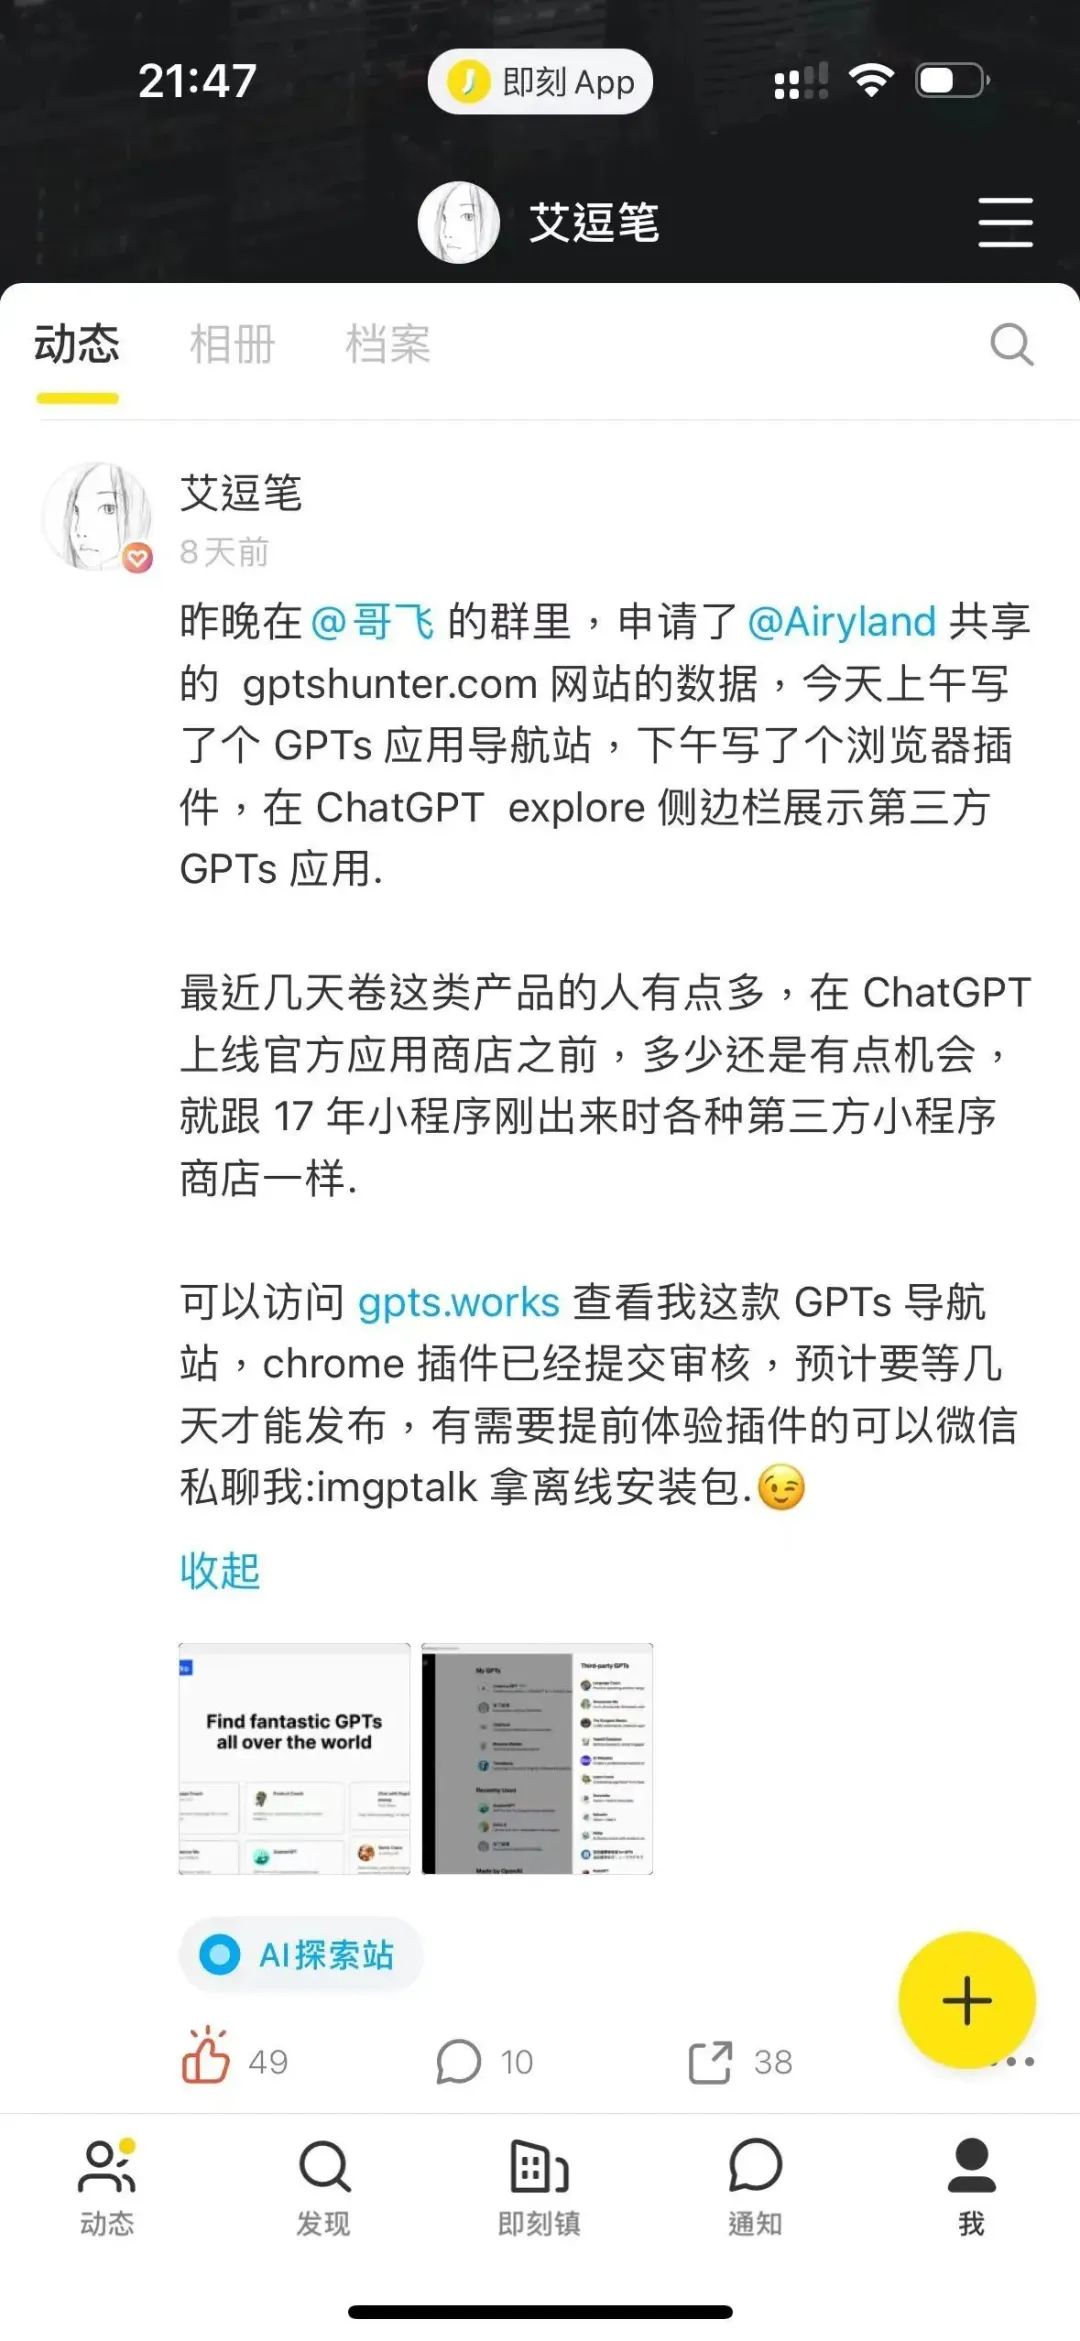 21:47
即刻 App
艾逗笔
动态 相册 档案
艾逗笔
8天前
昨晚在 @哥飞 的群里，申请了 @Airyland 共享
的 gptshunter.com 网站的数据，今天上午写
了个 GPTs 应用导航站，下午写了个浏览器插
件，在 ChatGPT explore 侧边栏展示第三方
GPTs 应用.
最近几天卷这类产品的人有点多，在 ChatGPT
上线官方应用商店之前，多少还是有点机会，
就跟 17 年小程序刚出来时各种第三方小程序
商店一样.
可以访问 gpts.works 查看我这款 GPTs 导航
站，chrome 插件已经提交审核，预计要等几
天才能发布，有需要提前体验插件的可以微信
私聊我:imgptalk 拿离线安装包.😉
收起
Find fantastic GPTs
all over the world
My GPTs
Recently Used
Made by OpenAI
Third-party GPTs
AI探索站
49 10 38
动态 发现 即刻镇 通知 我